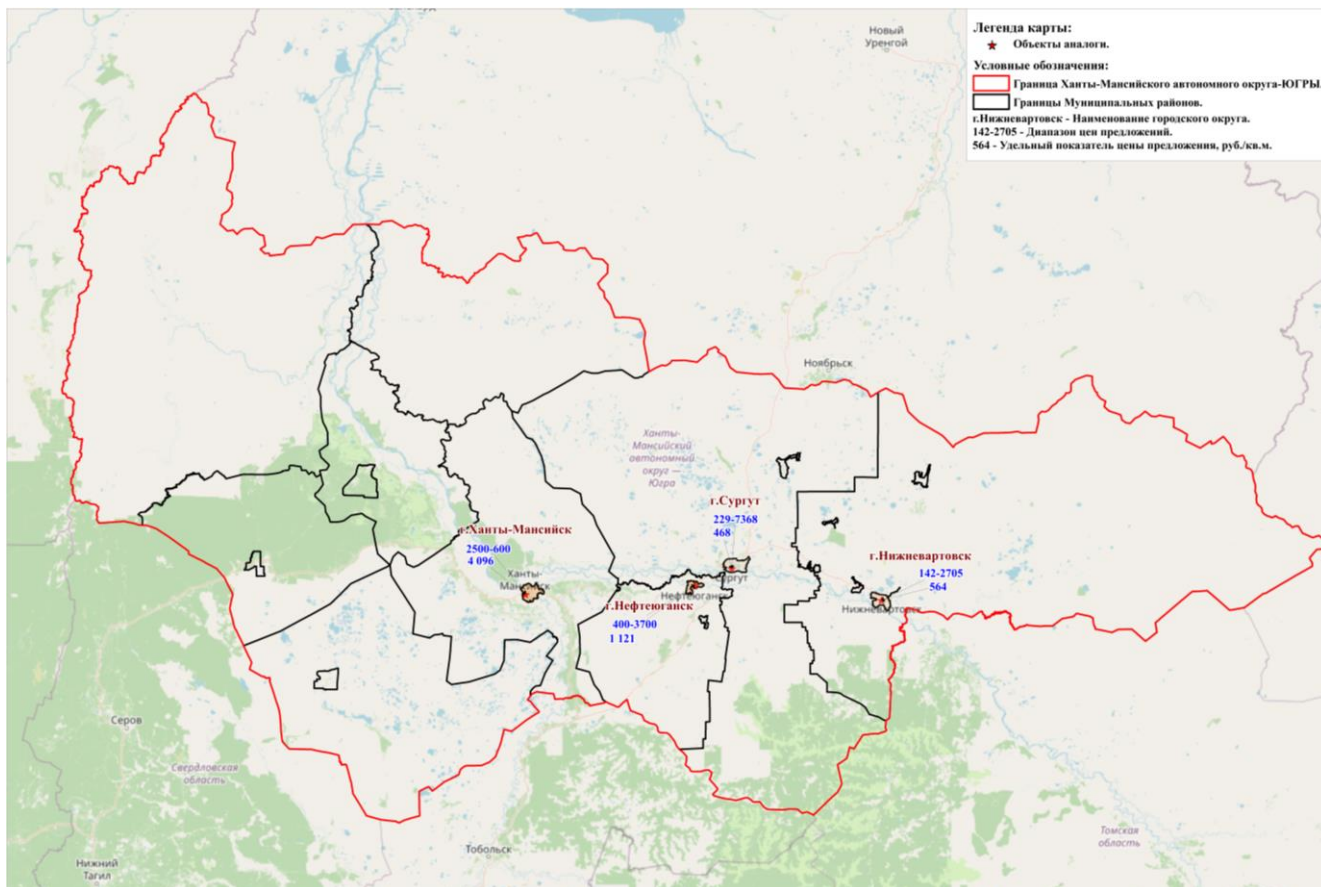 Новый
Уренгой
Легенда карты:
Объекты аналоги.
Условные обозначения:
Граница Ханты-Мансийского автономного округа-ЮГРЫ.
Границы Муниципальных районов.
г.Нижневартовск - Наименование городского округа.
142-2705 - Диапазон цен предложений.
564 - Удельный показатель цены предложения, руб./кв.м.
Ноябрьск
Ханты-
Мансийский
автономный
округ —
Югра
г.Сургут
229-7368
468
Сургут
г.Ханты-Мансийск
2500-600
4 096
Ханты-
Мансийск
г.Нижневартовск
142-2705
564
Нижневартовск
Нефтеюганск
г.Нефтеюганск
400-3700
1 121
Серов
Свердловская
область
Нижний
Тагил
Тобольск
Томская
область